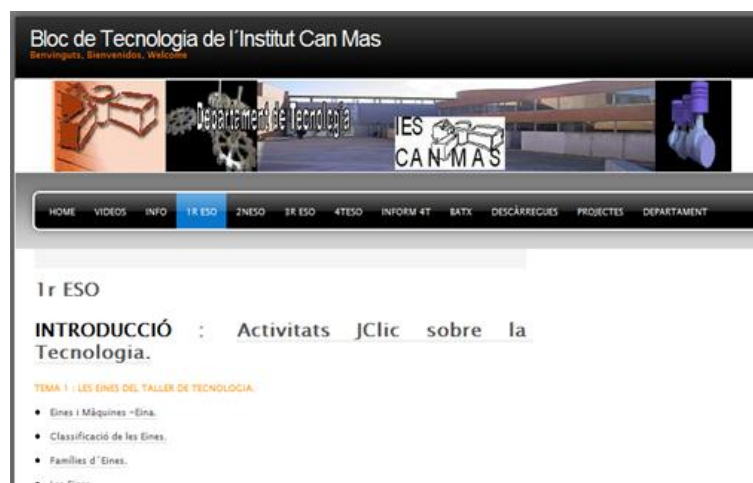 Bloc de Tecnologia de l´Institut Can Mas
Benvinguts, Bienvenidos, Welcome
Departament de Tecnología
IES
CAN MAS
HOME VIDEOS INFO 1R ESO 2NESO 3R ESO 4TESO INFORM 4T BATX DESCÀRREGUES PROJECTES DEPARTAMENT
1r ESO
INTRODUCCIÓ : Activitats JClic sobre la
Tecnologia.
TEMA 1 : LES EINES DEL TALLER DE TECNOLOGIA.
Eines i Màquines -Eina.
Classificació de les Eines.
Famílies d´Eines.